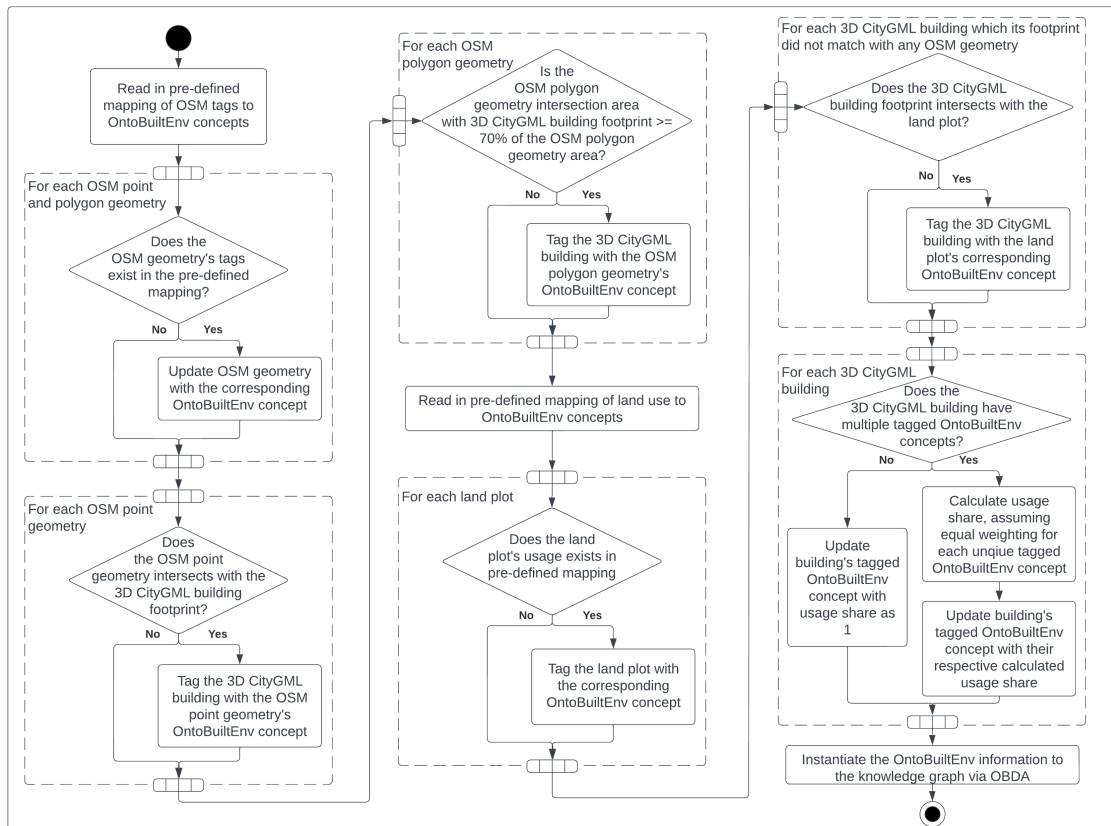 Read in pre-defined
mapping of OSM tags to
OntoBuiltEnv concepts
For each OSM point
and polygon geometry
Does the
OSM geometry's tags
exist in the pre-defined
mapping?
No
Yes
Update OSM geometry
with the corresponding
OntoBuiltEnv concept
For each OSM point
geometry
Does
the OSM point
geometry intersects with the
3D CityGML building
footprint?
No
Yes
Tag the 3D CityGML
building with the OSM
point geometry's
OntoBuiltEnv concept
For each OSM
polygon geometry
Is the
OSM polygon
geometry intersection area
with 3D CityGML building footprint >=
70% of the OSM polygon
geometry area?
No
Yes
Tag the 3D CityGML
building with the OSM
polygon geometry's
OntoBuiltEnv concept
Read in pre-defined mapping of land use to
OntoBuiltEnv concepts
For each land plot
Does the land
plot's usage exists in
pre-defined mapping
No
Yes
Tag the land plot with
the corresponding
OntoBuiltEnv concept
For each 3D CityGML building which its footprint
did not match with any OSM geometry
Does the 3D CityGML
building footprint intersects with the
land plot?
No
Yes
Tag the 3D CityGML
building with the land
plot's corresponding
OntoBuiltEnv concept
For each 3D CityGML
building
Does the
3D CityGML building have
multiple tagged OntoBuiltEnv
concepts?
No
Yes
Update
building's tagged
OntoBuiltEnv
concept with
usage share as
1
Calculate usage
share, assuming
equal weighting for
each unqiue tagged
OntoBuiltEnv concept
Update building's
tagged OntoBuiltEnv
concept with their
respective calculated
usage share
Instantiate the OntoBuiltEnv information to
the knowledge graph via OBDA